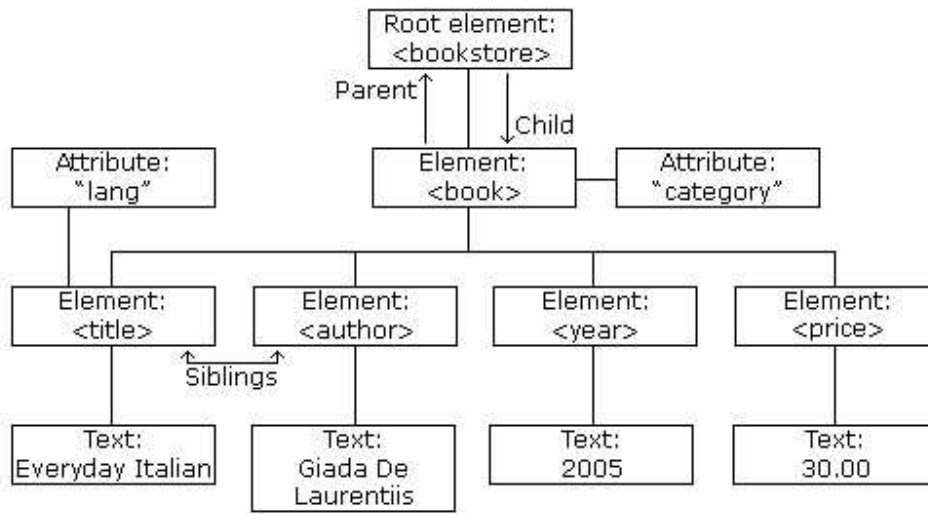 Root element:
<bookstore>
Parent
Child
Attribute:
“lang”
Element:
<book>
Attribute:
“category”
Element:
<title>
Element:
<author>
Element:
<year>
Element:
<price>
Siblings
Text:
Everyday Italian
Text:
Giada De
Laurentiis
Text:
2005
Text:
30.00